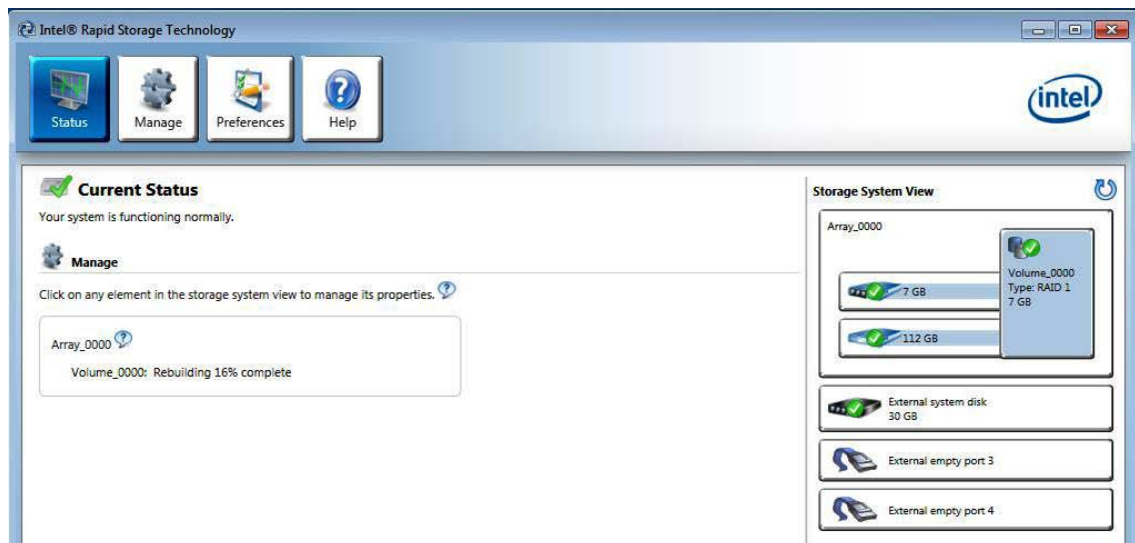 Intel® Rapid Storage Technology
Status
Manage
Preferences
Help
intel
Current Status
Your system is functioning normally.
Manage
Click on any element in the storage system view to manage its properties.
Array_0000
Volume_0000: Rebuilding 16% complete
Storage System View
Array_0000
7 GB
112 GB
Volume_0000
Type: RAID 1
7 GB
External system disk
30 GB
External empty port 3
External empty port 4